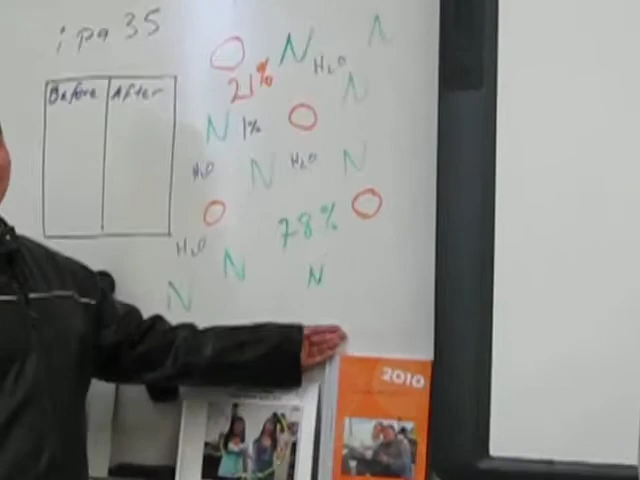 i pg 35
Before After
O N N
H2O
21%
N
N 1% O
H2O N H2O N
O 78% O
H2O N N
N
2010